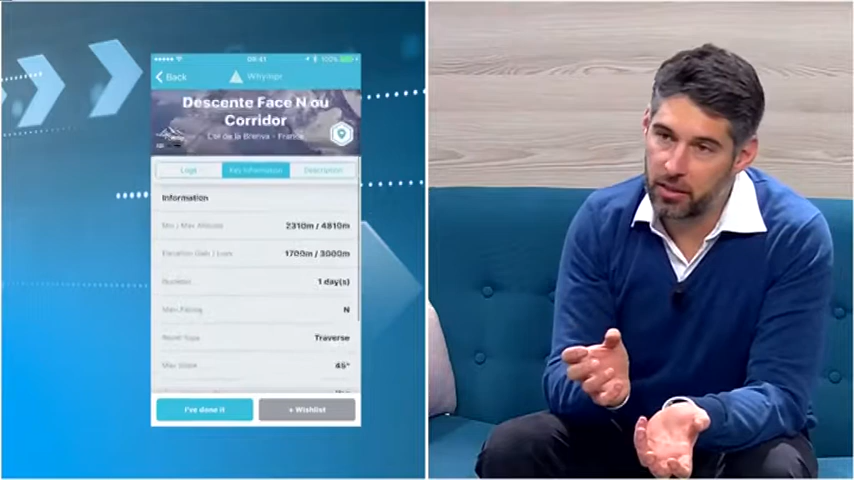 09:41
100%
Back
Whympr
Descente Face N ou
Corridor
Col de la Brenva - France
Logs
Key Information
Description
Information
Min / Max Altitude
2310m / 4810m
Elevation Gain / Loss
1700m / 3000m
1 day(s)
Main Facing
N
Route Type
Traverse
Max Slope
45°
I've done it
+ Wishlist